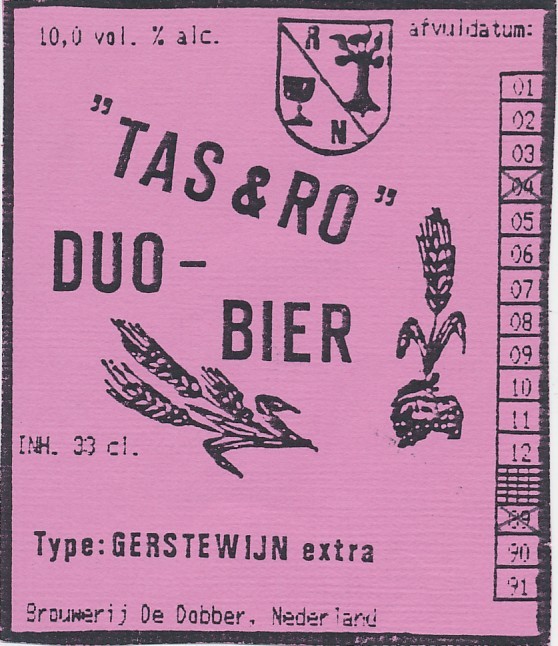 10,0 vol. % alc.
afvuldatum:
R
N
"TAS & RO"
DUO-
BIER
INH. 33 cl.
Type: GERSTEWIJN extra
Brouwerij De Dobber, Nederland
01
02
03
04
05
06
07
08
09
10
11
12
89
90
91